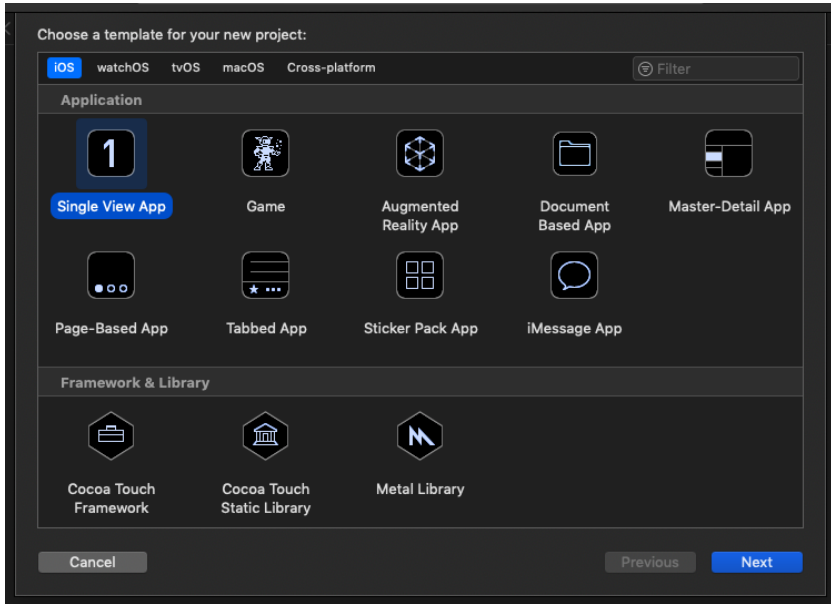 Choose a template for your new project:
iOS watchOS tvOS macOS Cross-platform Filter
Application
1
Single View App Game Augmented Reality App Document Based App Master-Detail App
Page-Based App Tabbed App Sticker Pack App iMessage App
Framework & Library
Cocoa Touch Framework Cocoa Touch Static Library Metal Library
Cancel Previous Next